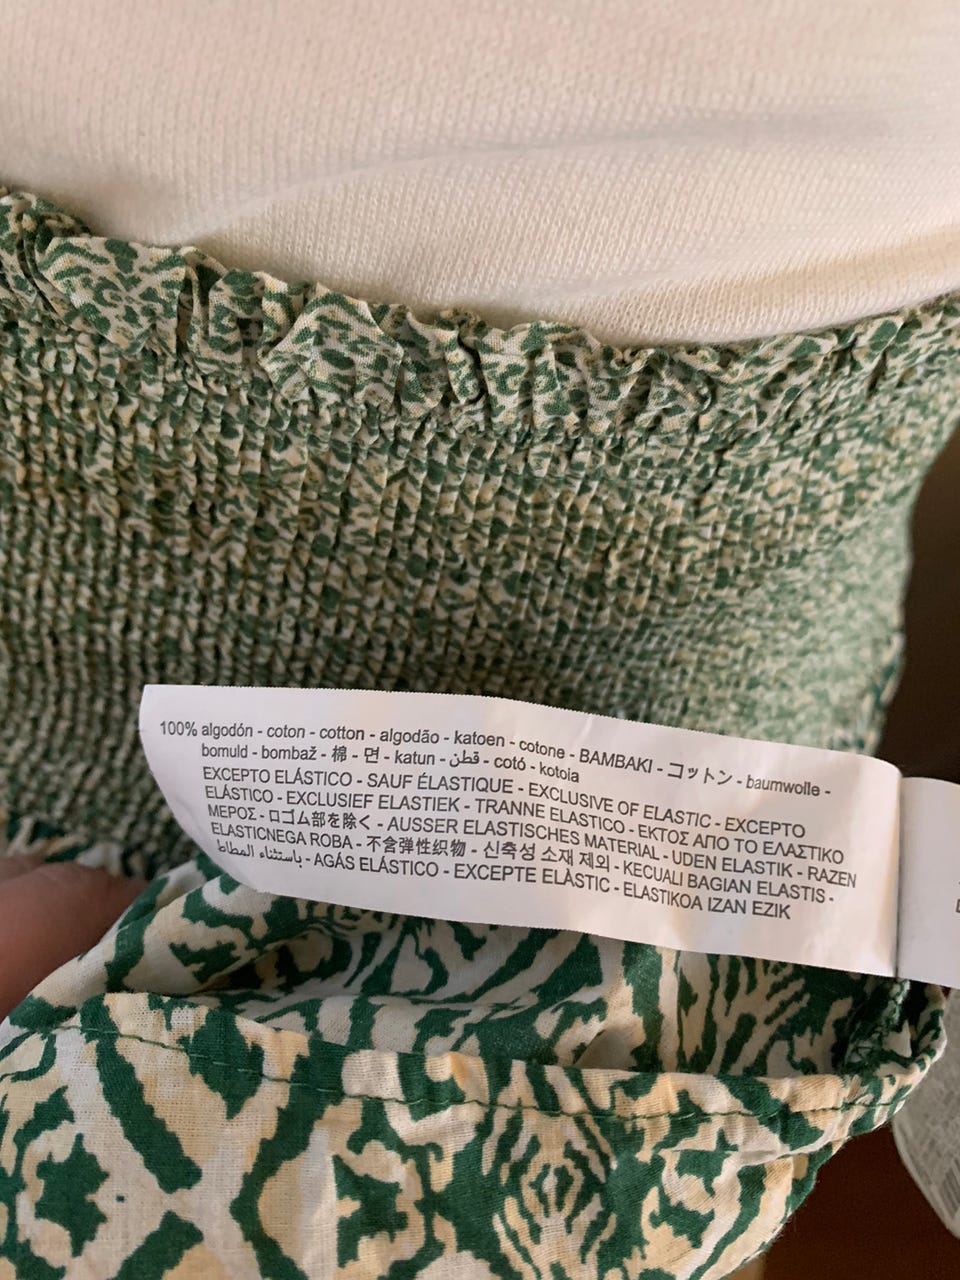 100% algodón - coton - cotton - algodão - katoen - cotone - BAMBAKI - コットン - baumwolle -
bomuld - bombaž - 棉 - 면 - katun - قطن - cotó - kotoia
EXCEPTO ELÁSTICO - SAUF ÉLASTIQUE - EXCLUSIVE OF ELASTIC - EXCEPTO
ELÁSTICO - EXCLUSIEF ELASTIEK - TRANNE ELASTICO - ΕΚΤΟΣ ΑΠΟ ΤΟ ΕΛΑΣΤΙΚΟ
ΜΕΡΟΣ - ロゴム部を除く - AUSSER ELASTISCHES MATERIAL - UDEN ELASTIK - RAZEN
ELASTICNEGA ROBA - 不含弹性织物 - 신축성 소재 제외 - KECUALI BAGIAN ELASTIS -
باستثناء المطاط - AGÁS ELÁSTICO - EXCEPTE ELÀSTIC - ELASTIKOA IZAN EZIK